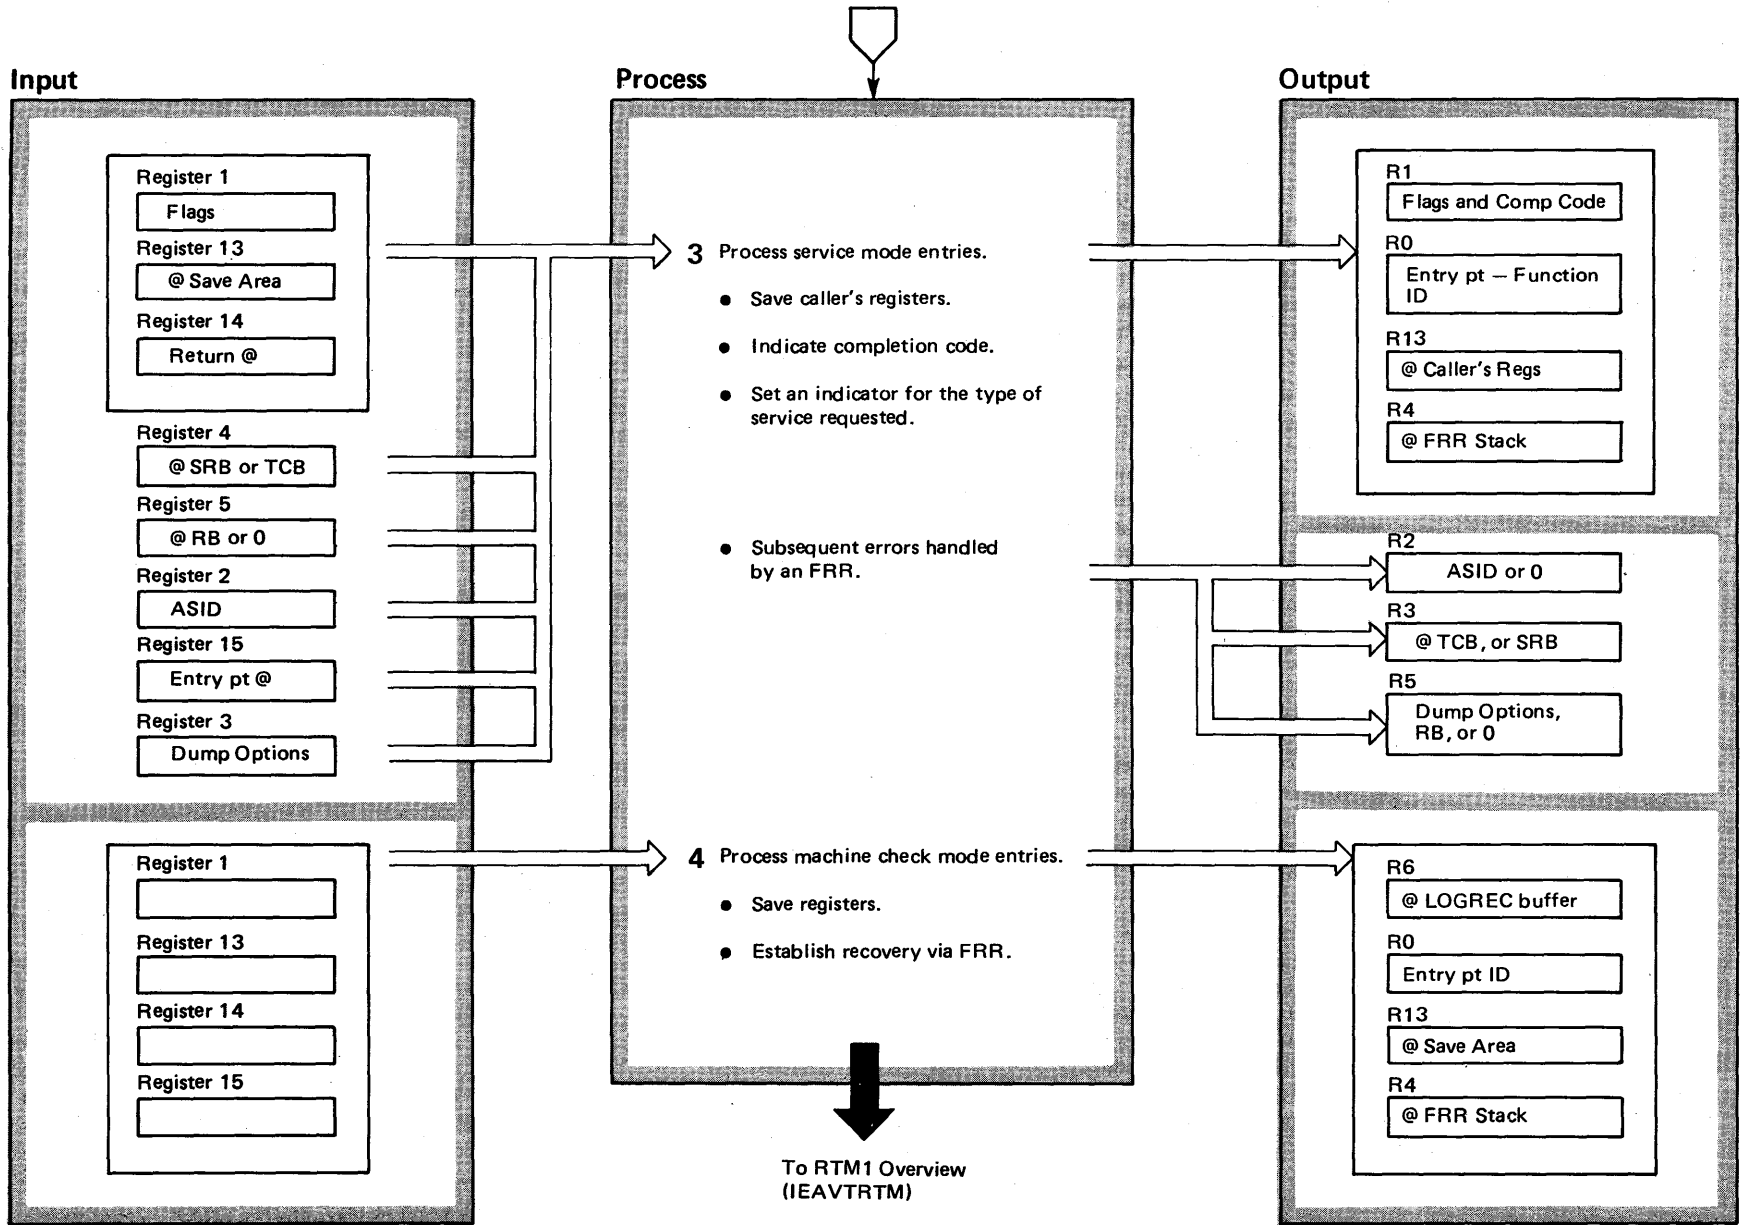 Input
Register 1
Flags
Register 13
@ Save Area
Register 14
Return @
Register 4
@ SRB or TCB
Register 5
@ RB or 0
Register 2
ASID
Register 15
Entry pt @
Register 3
Dump Options
Register 1
Register 13
Register 14
Register 15
Process
3 Process service mode entries.
• Save caller's registers.
• Indicate completion code.
• Set an indicator for the type of
service requested.
• Subsequent errors handled
by an FRR.
4 Process machine check mode entries.
• Save registers.
• Establish recovery via FRR.
To RTM1 Overview
(IEAVTRTM)
Output
R1
Flags and Comp Code
R0
Entry pt — Function
ID
R13
@ Caller's Regs
R4
@ FRR Stack
R2
ASID or 0
R3
@ TCB, or SRB
R5
Dump Options,
RB, or 0
R6
@ LOGREC buffer
R0
Entry pt ID
R13
@ Save Area
R4
@ FRR Stack